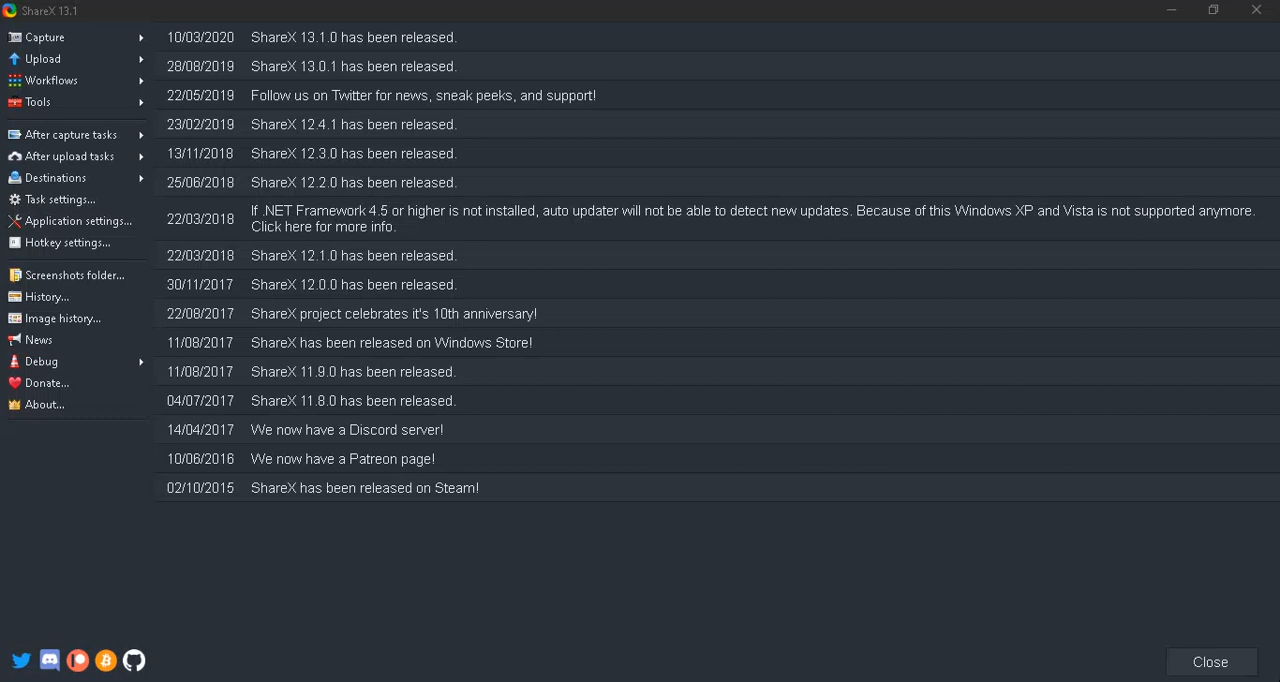 ShareX 13.1
Capture
Upload
Workflows
Tools
After capture tasks
After upload tasks
Destinations
Task settings...
Application settings...
Hotkey settings...
Screenshots folder...
History...
Image history...
News
Debug
Donate...
About...
10/03/2020 ShareX 13.1.0 has been released.
28/08/2019 ShareX 13.0.1 has been released.
22/05/2019 Follow us on Twitter for news, sneak peeks, and support!
23/02/2019 ShareX 12.4.1 has been released.
13/11/2018 ShareX 12.3.0 has been released.
25/06/2018 ShareX 12.2.0 has been released.
22/03/2018 If .NET Framework 4.5 or higher is not installed, auto updater will not be able to detect new updates. Because of this Windows XP and Vista is not supported anymore.
Click here for more info.
22/03/2018 ShareX 12.1.0 has been released.
30/11/2017 ShareX 12.0.0 has been released.
22/08/2017 ShareX project celebrates it's 10th anniversary!
11/08/2017 ShareX has been released on Windows Store!
11/08/2017 ShareX 11.9.0 has been released.
04/07/2017 ShareX 11.8.0 has been released.
14/04/2017 We now have a Discord server!
10/06/2016 We now have a Patreon page!
02/10/2015 ShareX has been released on Steam!
Close